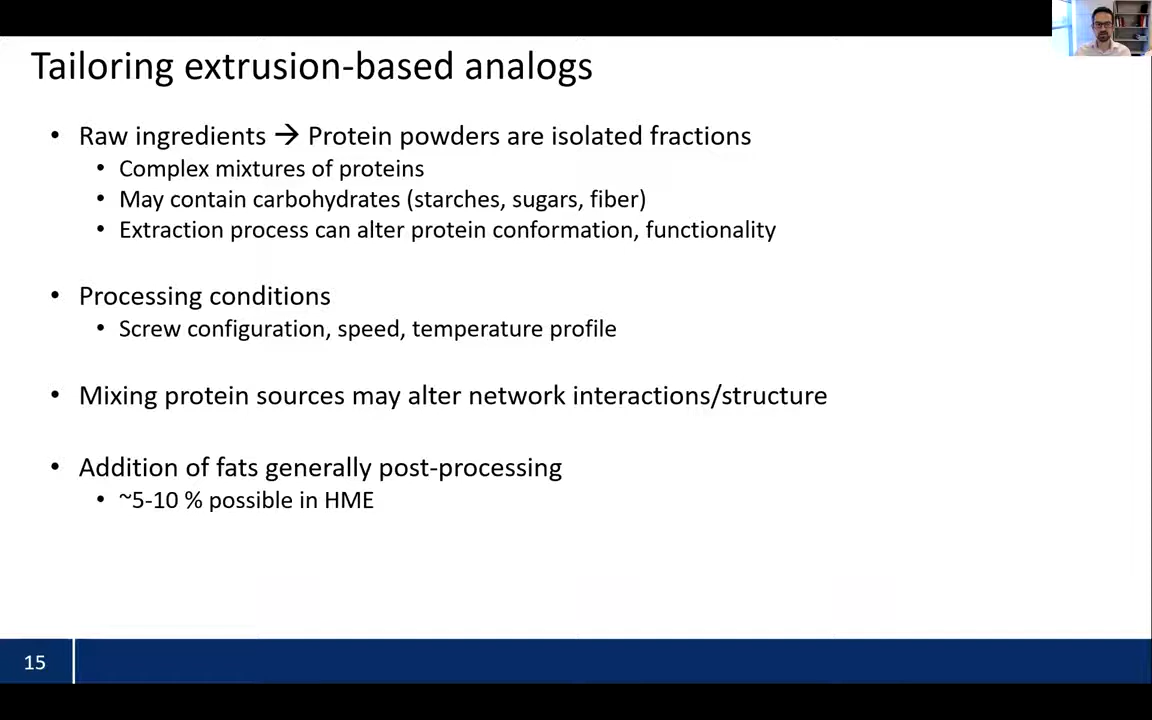 Tailoring extrusion-based analogs
• Raw ingredients → Protein powders are isolated fractions
• Complex mixtures of proteins
• May contain carbohydrates (starches, sugars, fiber)
• Extraction process can alter protein conformation, functionality
• Processing conditions
• Screw configuration, speed, temperature profile
• Mixing protein sources may alter network interactions/structure
• Addition of fats generally post-processing
• ~5-10 % possible in HME
15